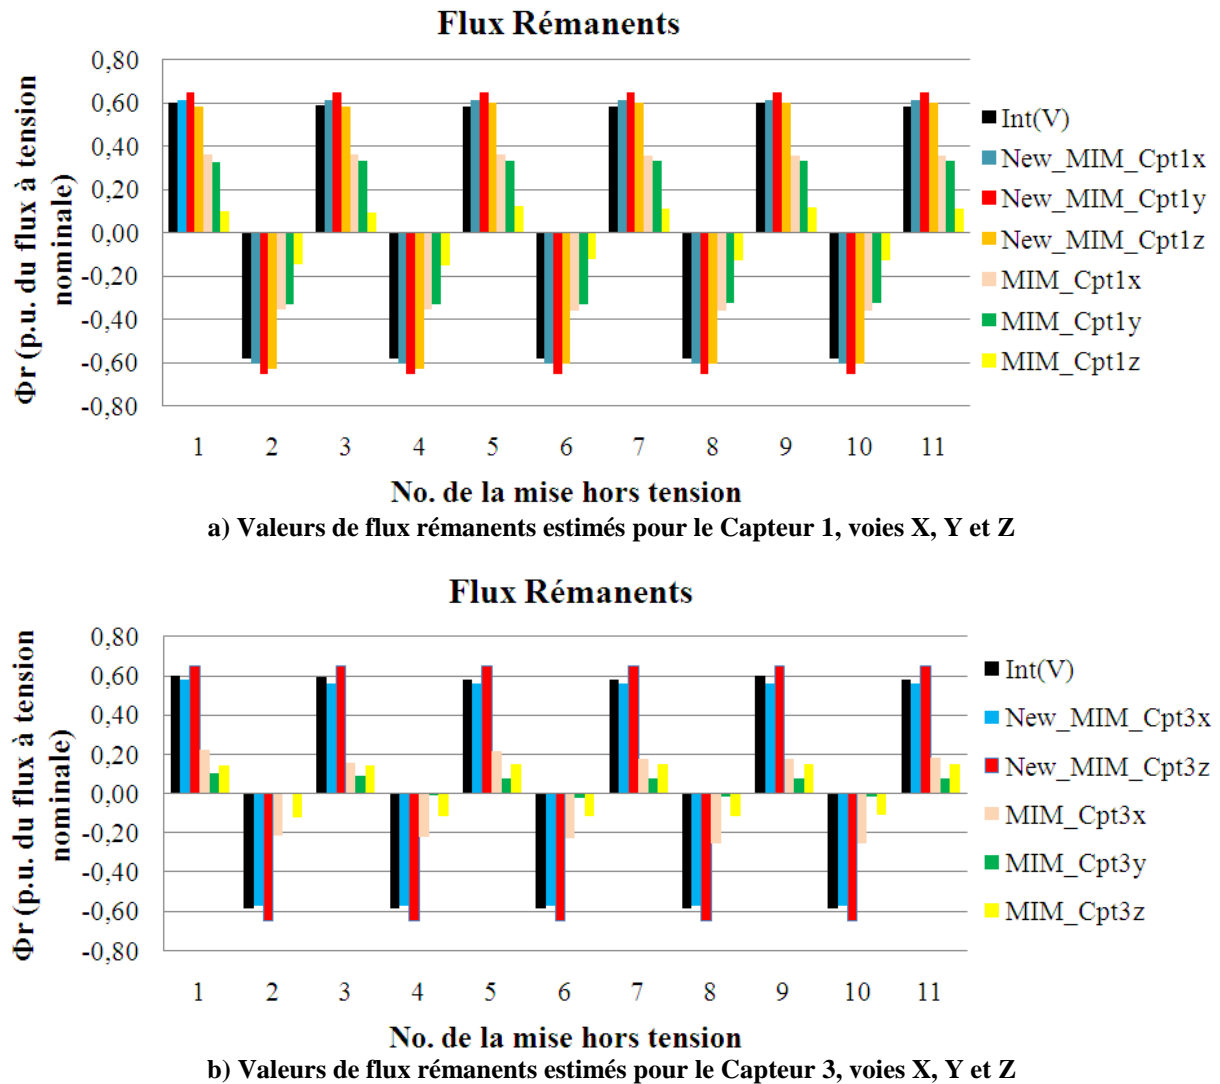 Flux Rémanents
Φr (p.u. du flux à tension
nominale)
0,80
0,60
0,40
0,20
0,00
-0,20
-0,40
-0,60
-0,80
1 2 3 4 5 6 7 8 9 10 11
No. de la mise hors tension
Int(V)
New_MIM_Cpt1x
New_MIM_Cpt1y
New_MIM_Cpt1z
MIM_Cpt1x
MIM_Cpt1y
MIM_Cpt1z
a) Valeurs de flux rémanents estimés pour le Capteur 1, voies X, Y et Z
Flux Rémanents
Φr (p.u. du flux à tension
nominale)
0,80
0,60
0,40
0,20
0,00
-0,20
-0,40
-0,60
-0,80
1 2 3 4 5 6 7 8 9 10 11
No. de la mise hors tension
Int(V)
New_MIM_Cpt3x
New_MIM_Cpt3z
MIM_Cpt3x
MIM_Cpt3y
MIM_Cpt3z
b) Valeurs de flux rémanents estimés pour le Capteur 3, voies X, Y et Z